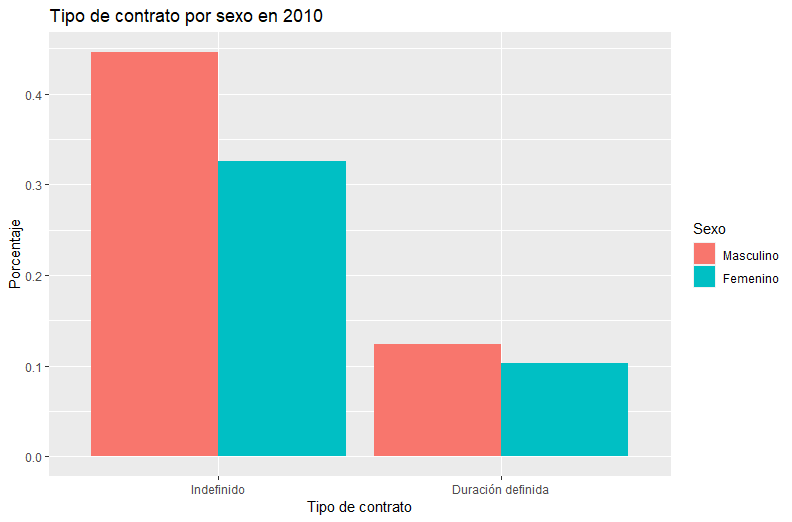 Tipo de contrato por sexo en 2010
Porcentaje
0.4
0.3
0.2
0.1
0.0
Indefinido
Duración definida
Tipo de contrato
Sexo
Masculino
Femenino